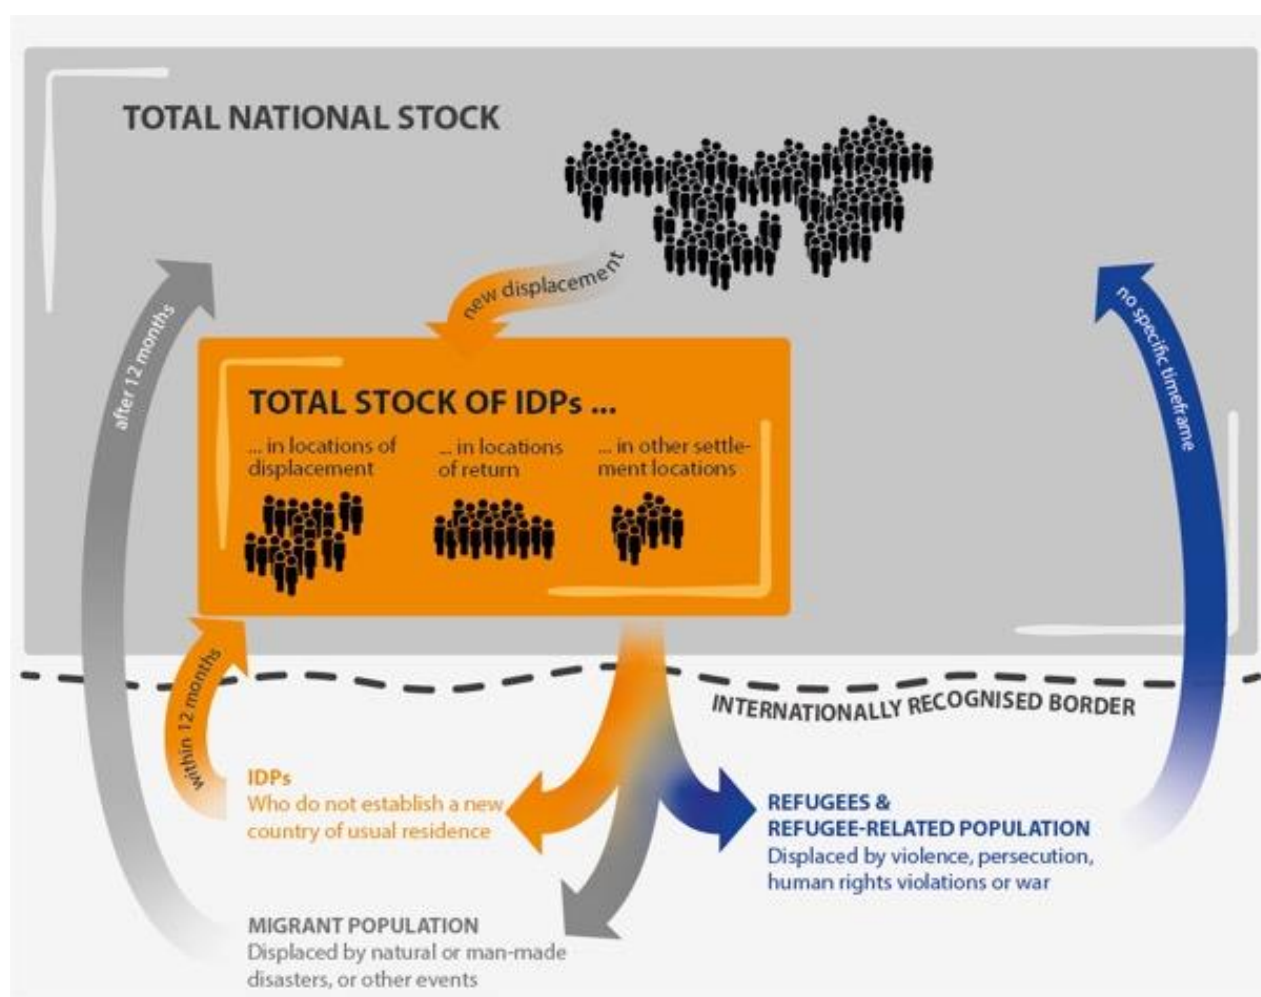 TOTAL NATIONAL STOCK
new displacement
after 12 months
no specific timeframe
TOTAL STOCK OF IDPs ...
... in locations of
displacement
... in locations
of return
... in other settle-
ment locations
within 12 months
INTERNATIONALLY RECOGNISED BORDER
IDPs
Who do not establish a new
country of usual residence
REFUGEES &
REFUGEE-RELATED POPULATION
Displaced by violence, persecution,
human rights violations or war
MIGRANT POPULATION
Displaced by natural or man-made
disasters, or other events